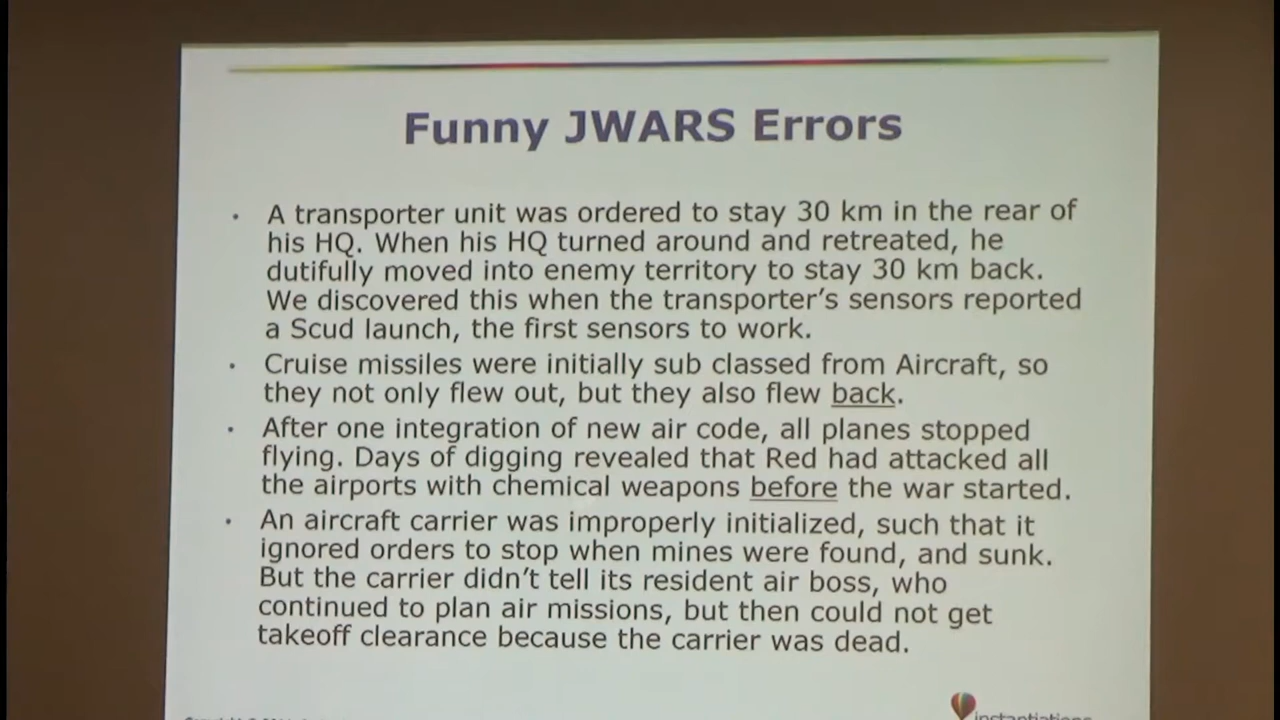 Funny JWARS Errors
• A transporter unit was ordered to stay 30 km in the rear of
his HQ. When his HQ turned around and retreated, he
dutifully moved into enemy territory to stay 30 km back.
We discovered this when the transporter's sensors reported
a Scud launch, the first sensors to work.
• Cruise missiles were initially sub classed from Aircraft, so
they not only flew out, but they also flew back.
• After one integration of new air code, all planes stopped
flying. Days of digging revealed that Red had attacked all
the airports with chemical weapons before the war started.
• An aircraft carrier was improperly initialized, such that it
ignored orders to stop when mines were found, and sunk.
But the carrier didn't tell its resident air boss, who
continued to plan air missions, but then could not get
takeoff clearance because the carrier was dead.
instantiations